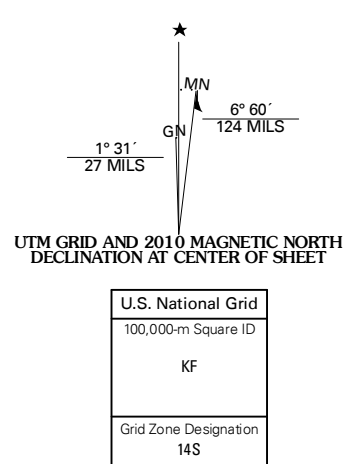 ★
MN
GN
6° 60´
124 MILS
1° 31´
27 MILS
UTM GRID AND 2010 MAGNETIC NORTH
DECLINATION AT CENTER OF SHEET
U.S. National Grid
100,000-m Square ID
KF
Grid Zone Designation
14S